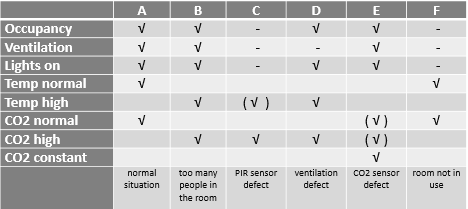 A B C D E F
Occupancy √ √ - √ √ -
Ventilation √ √ - - √ -
Lights on √ √ - √ √ -
Temp normal √ √
Temp high √ (√ ) √
CO2 normal √ (√) √
CO2 high √ √ √ (√)
CO2 constant √
normal too many PIR sensor ventilation CO2 sensor room not in
situation people in defect defect defect use
the room